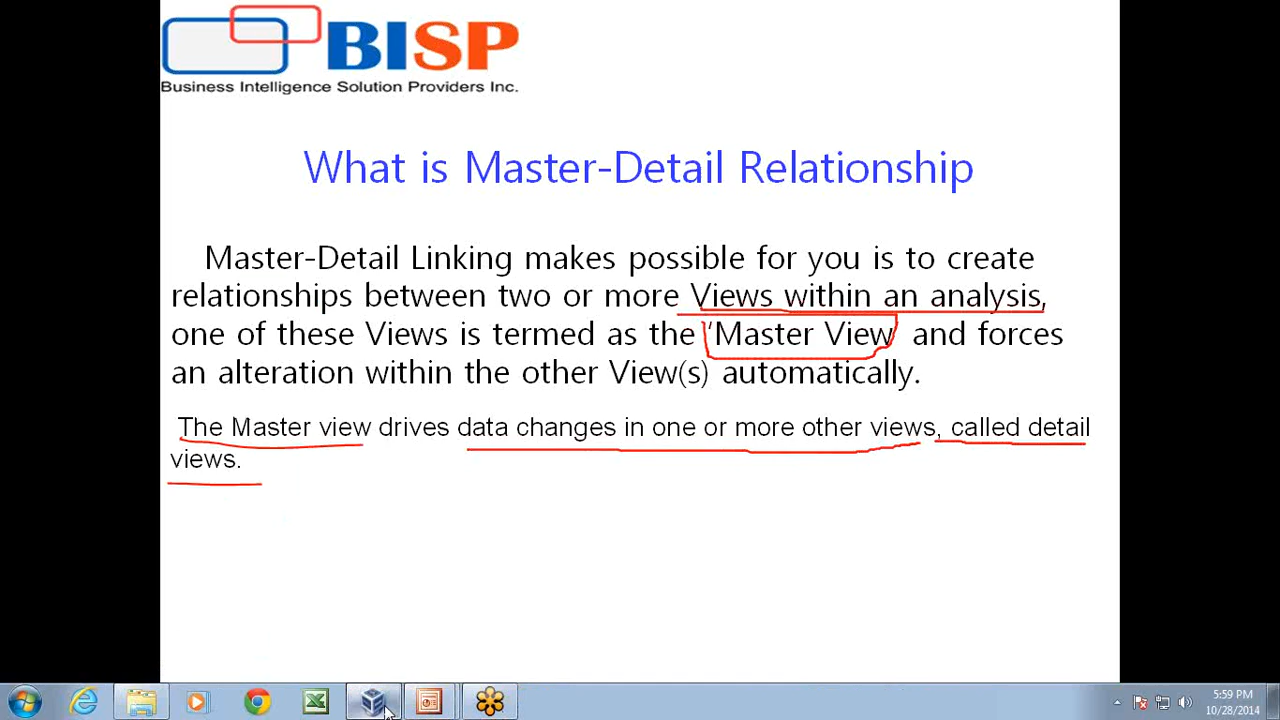 BISP
Business Intelligence Solution Providers Inc.
What is Master-Detail Relationship
Master-Detail Linking makes possible for you is to create
relationships between two or more Views within an analysis,
one of these Views is termed as the 'Master View' and forces
an alteration within the other View(s) automatically.
The Master view drives data changes in one or more other views, called detail
views.
5:59 PM
10/28/2014